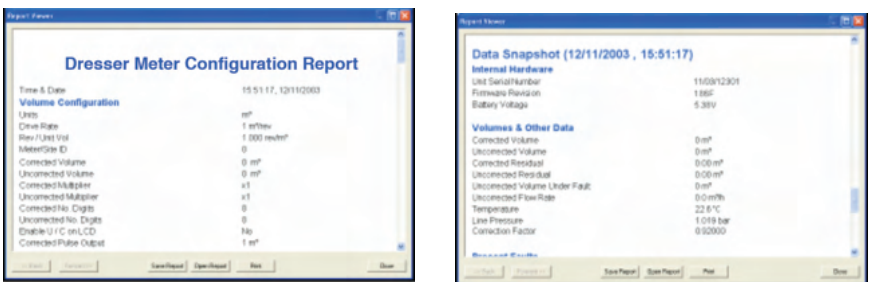 Report Viewer
Dresser Meter Configuration Report
Time & Date 15:51:17, 12/11/2003
Volume Configuration
Units m³
Drive Rate 1 m³/rev
Rev / Unit Vol 1.000 rev/m³
Meter/Site ID 0
Corrected Volume 0 m³
Uncorrected Volume 0 m³
Corrected Multiplier x1
Uncorrected Multiplier x1
Corrected No. Digits 8
Uncorrected No. Digits 8
Enable U / C on LCD No
Corrected Pulse Output 1 m³
Save Report Open Report Print Close
Report Viewer
Data Snapshot (12/11/2003 , 15:51:17)
Internal Hardware
Unit Serial Number
Firmware Revision
Battery Voltage
Volumes & Other Data
Corrected Volume 0 m³
Uncorrected Volume 0 m³
Corrected Residual 0.00 m³
Uncorrected Residual 0.00 m³
Uncorrected Volume Under Fault 0 m³
Uncorrected Flow Rate 0.0 m³/h
Temperature 22.6 °C
Line Pressure 1.019 bar
Correction Factor 0.92000
Present Faults
Save Report Open Report Print Close